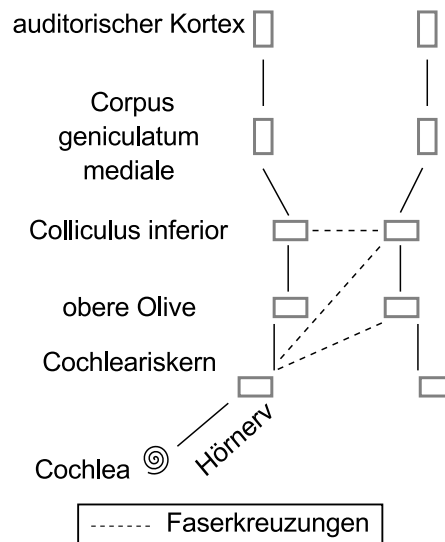 auditorischer Kortex
Corpus
geniculatum
mediale
Colliculus inferior
obere Olive
Cochleariskern
Hörnerv
Cochlea
Faserkreuzungen